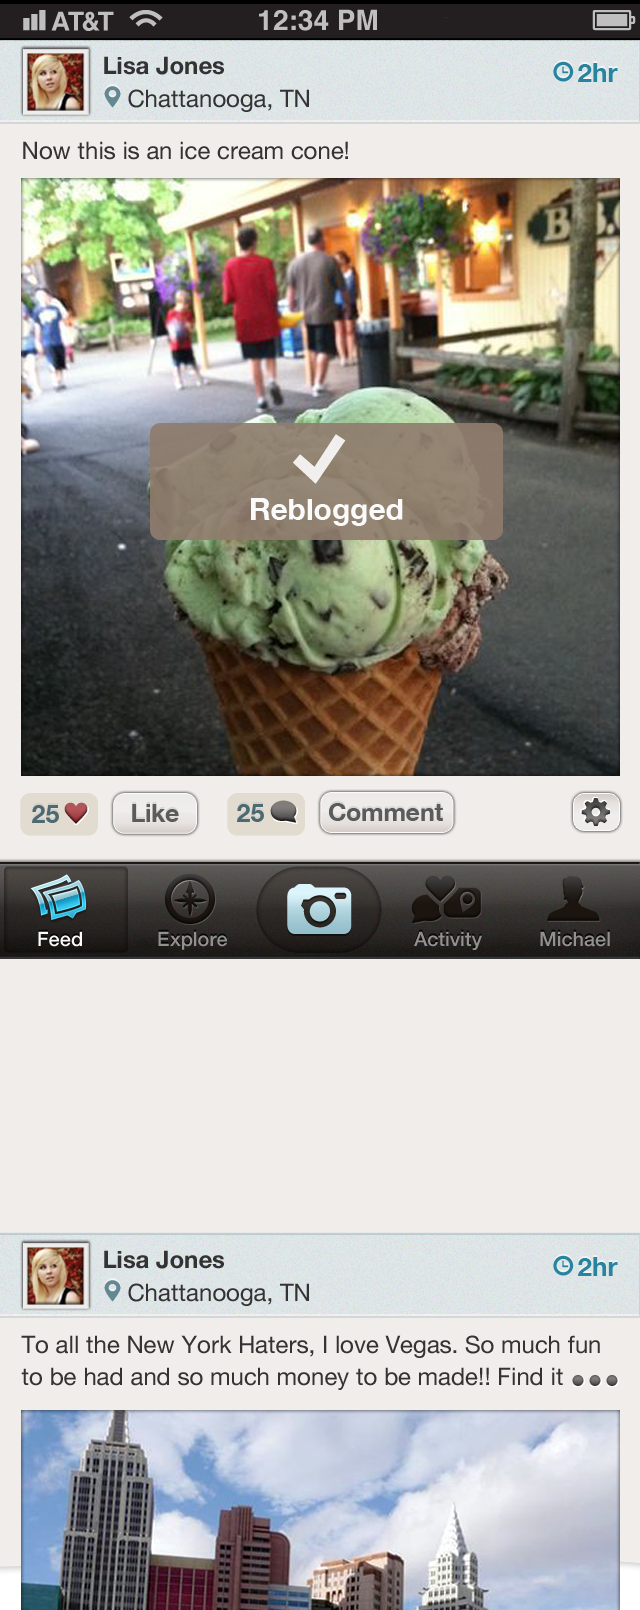 AT&T 12:34 PM
Lisa Jones
2hr
Chattanooga, TN
Now this is an ice cream cone!
Reblogged
25 Like 25 Comment
Feed Explore Activity Michael
Lisa Jones
2hr
Chattanooga, TN
To all the New York Haters, I love Vegas. So much fun
to be had and so much money to be made!! Find it